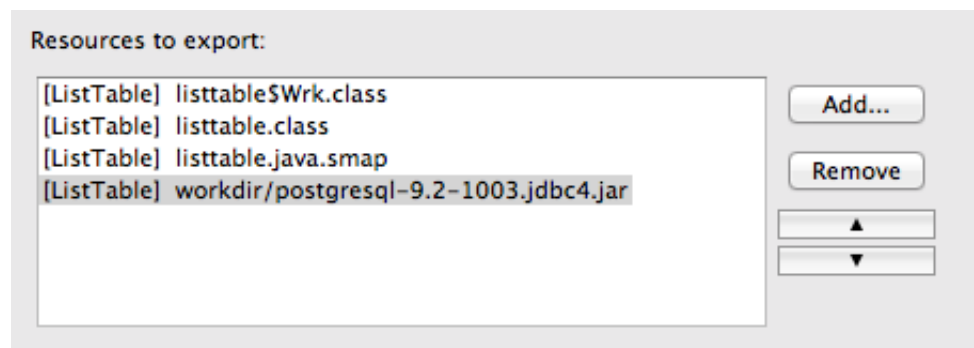 Resources to export:
[ListTable] listtable$Wrk.class
[ListTable] listtable.class
[ListTable] listtable.java.smap
[ListTable] workdir/postgresql-9.2-1003.jdbc4.jar
Add...
Remove
▲
▼